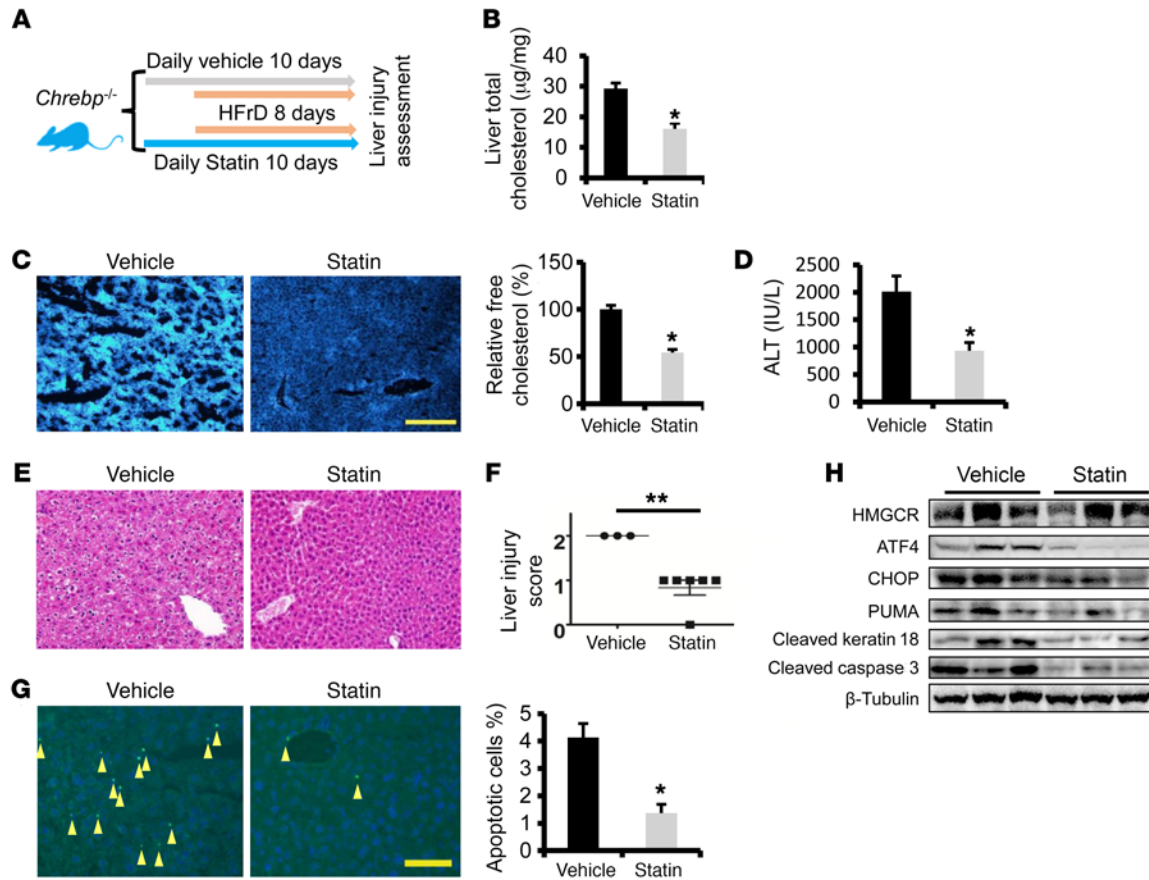 A
Daily vehicle 10 days
Chrebp-/-
HFrD 8 days
Daily Statin 10 days
Liver injury
assessment
B
Liver total
cholesterol (µg/mg)
40
30
20
10
0
*
Vehicle
Statin
C
Vehicle
Statin
Relative free
cholesterol (%)
150
100
50
0
*
Vehicle
Statin
D
ALT (IU/L)
2500
2000
1500
1000
500
0
*
Vehicle
Statin
E
Vehicle
Statin
F
Liver injury
score
2
1
0
**
Vehicle
Statin
G
Vehicle
Statin
Apoptotic cells %)
5
4
3
2
1
0
*
Vehicle
Statin
H
Vehicle
Statin
HMGCR
ATF4
CHOP
PUMA
Cleaved keratin 18
Cleaved caspase 3
β-Tubulin